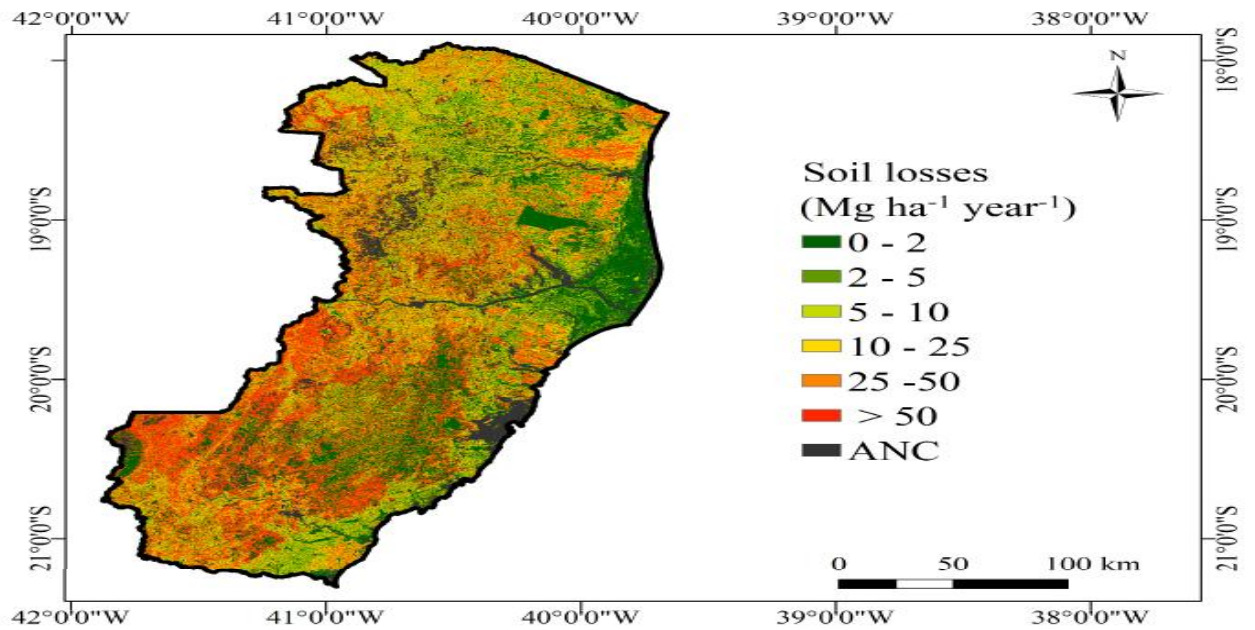 42°0'0"W 41°0'0"W 40°0'0"W 39°0'0"W 38°0'0"W
18°0'0"S
N
Soil losses
(Mg ha⁻¹ year⁻¹)
19°0'0"S 19°0'0"S
0 - 2
2 - 5
5 - 10
10 - 25
20°0'0"S 20°0'0"S
25 -50
> 50
ANC
21°0'0"S 21°0'0"S
0 50 100 km
42°0'0"W 41°0'0"W 40°0'0"W 39°0'0"W 38°0'0"W